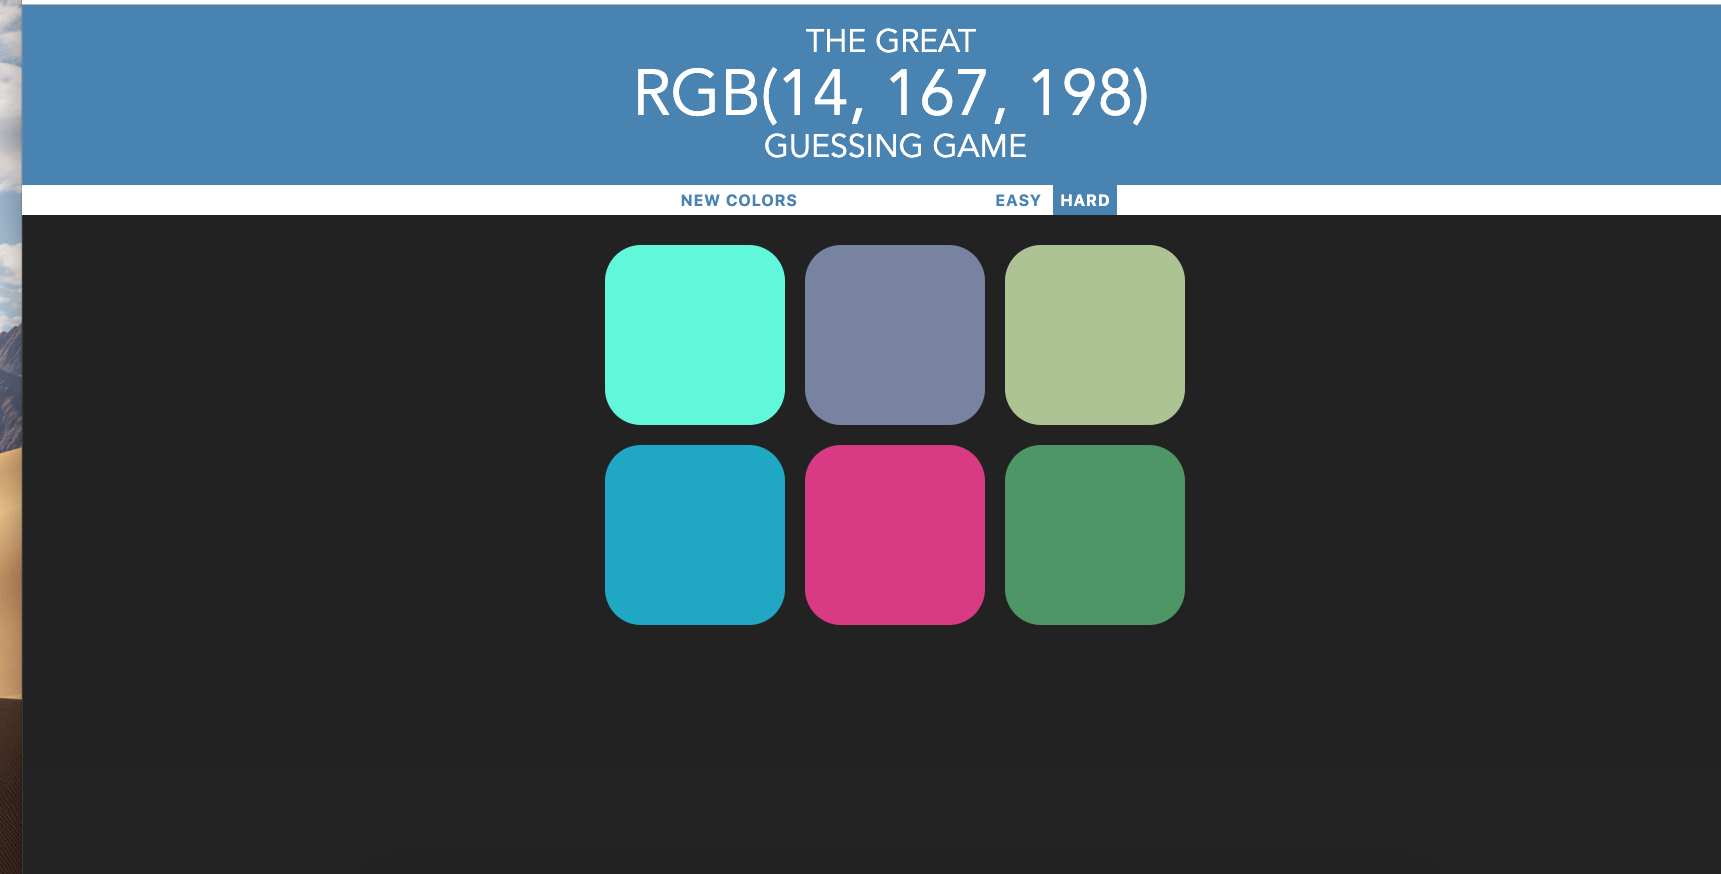 THE GREAT
RGB(14, 167, 198)
GUESSING GAME
NEW COLORS EASY HARD